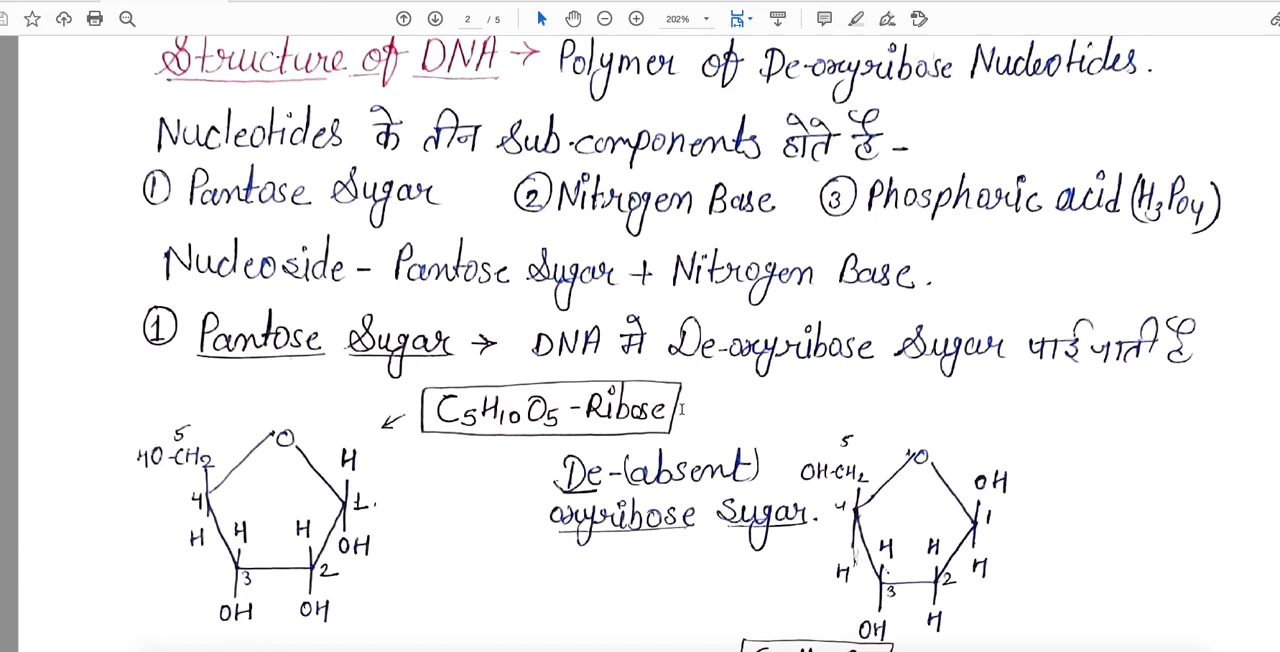 2 / 5
202%
Structure of DNA → Polymer of De-oxyribose Nucleotides.
Nucleotides के तीन Sub-components होते है -
① Pantose Sugar ② Nitrogen Base ③ Phosphoric acid (H3PO4)
Nucleoside - Pantose Sugar + Nitrogen Base.
① Pantose Sugar → DNA में De-oxyribose Sugar पाई जाती है
C5H10O5 - Ribose
5 O
HO-CH2 H
4 1.
H H H OH
3 2
OH OH
De-(absent)
oxyribose Sugar.
5 O
OH-CH2 OH
4 1
H H H H
3 2
OH H